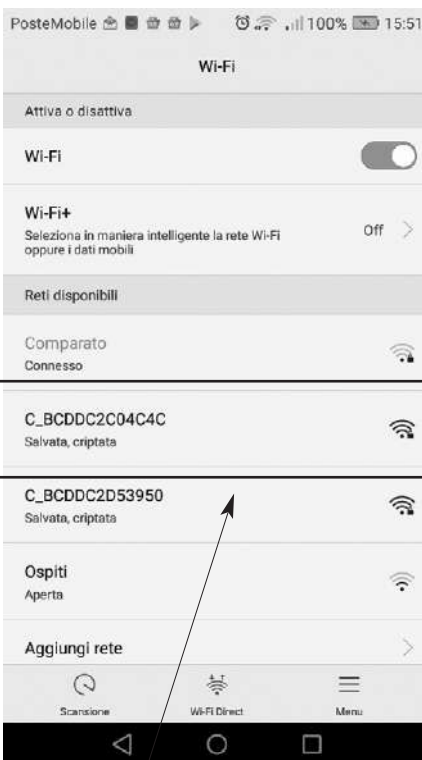 PosteMobile 100% 15:51
Wi-Fi
Attiva o disattiva
Wi-Fi
Wi-Fi+
Seleziona in maniera intelligente la rete Wi-Fi
oppure i dati mobili
Off
Reti disponibili
Comparato
Connesso
C_BCDDC2C04C4C
Salvata, criptata
C_BCDDC2D53950
Salvata, criptata
Ospiti
Aperta
Aggiungi rete
Scansione Wi-Fi Direct Menu